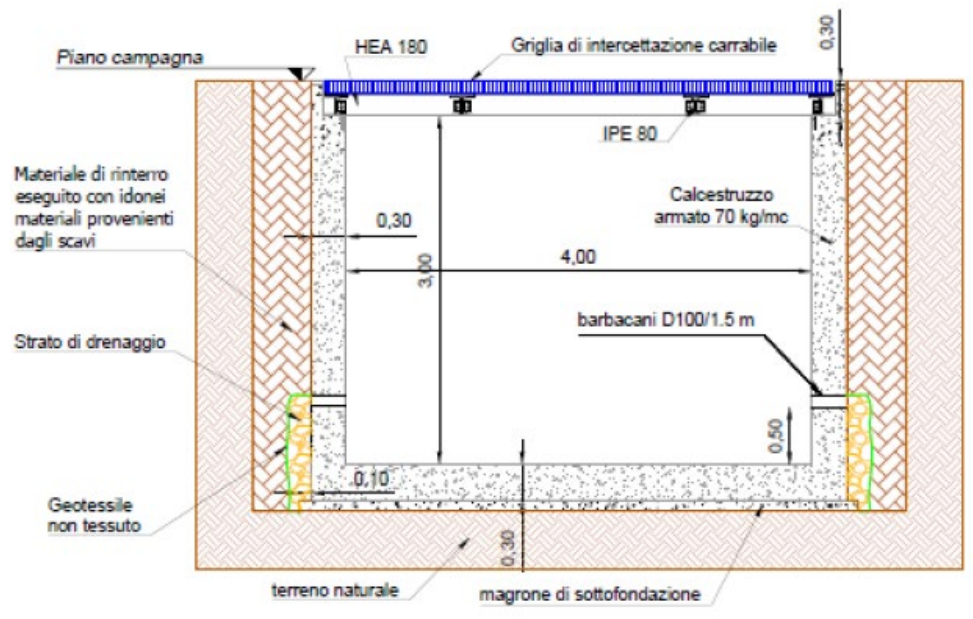 Piano campagna
HEA 180
Griglia di intercettazione carrabile
0,30
IPE 80
Materiale di rinterro
eseguito con idonei
materiali provenienti
dagli scavi
Calcestruzzo
armato 70 kg/mc
0,30
3,00
4,00
barbacani D100/1.5 m
Strato di drenaggio
0,50
0,10
Geotessile
non tessuto
0,30
terreno naturale
magrone di sottofondazione